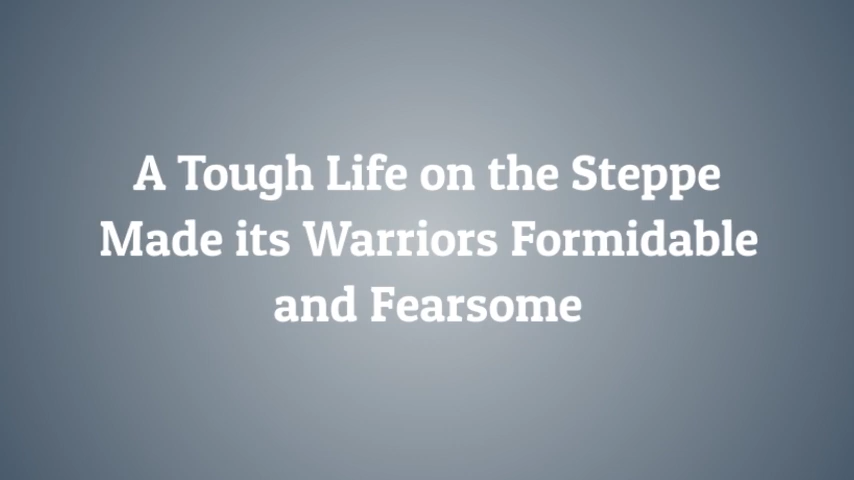 A Tough Life on the Steppe
Made its Warriors Formidable
and Fearsome